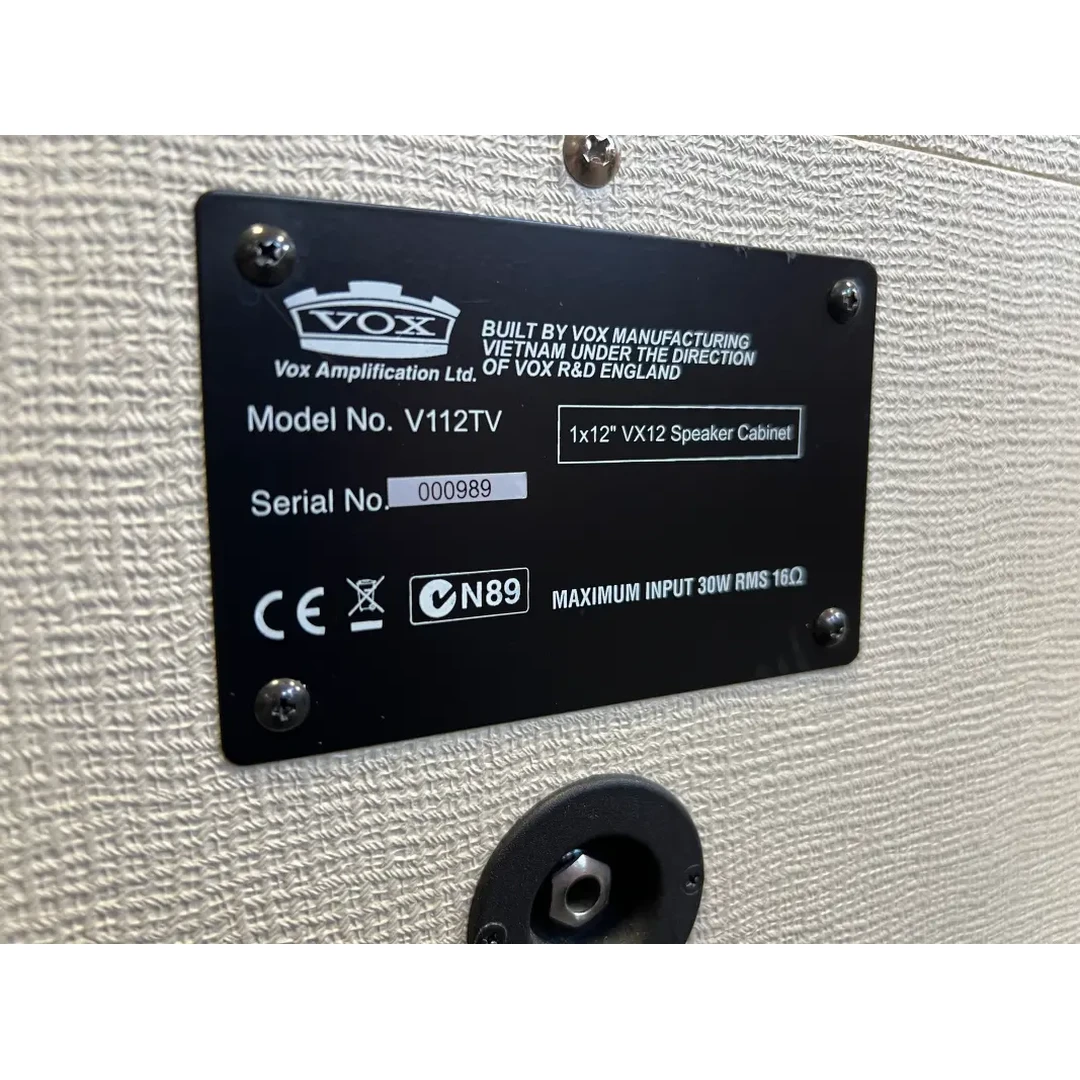 VOX
Vox Amplification Ltd.
BUILT BY VOX MANUFACTURING
VIETNAM UNDER THE DIRECTION
OF VOX R&D ENGLAND
Model No. V112TV
1x12" VX12 Speaker Cabinet
Serial No. 000989
CE
N89
MAXIMUM INPUT 30W RMS 16Ω